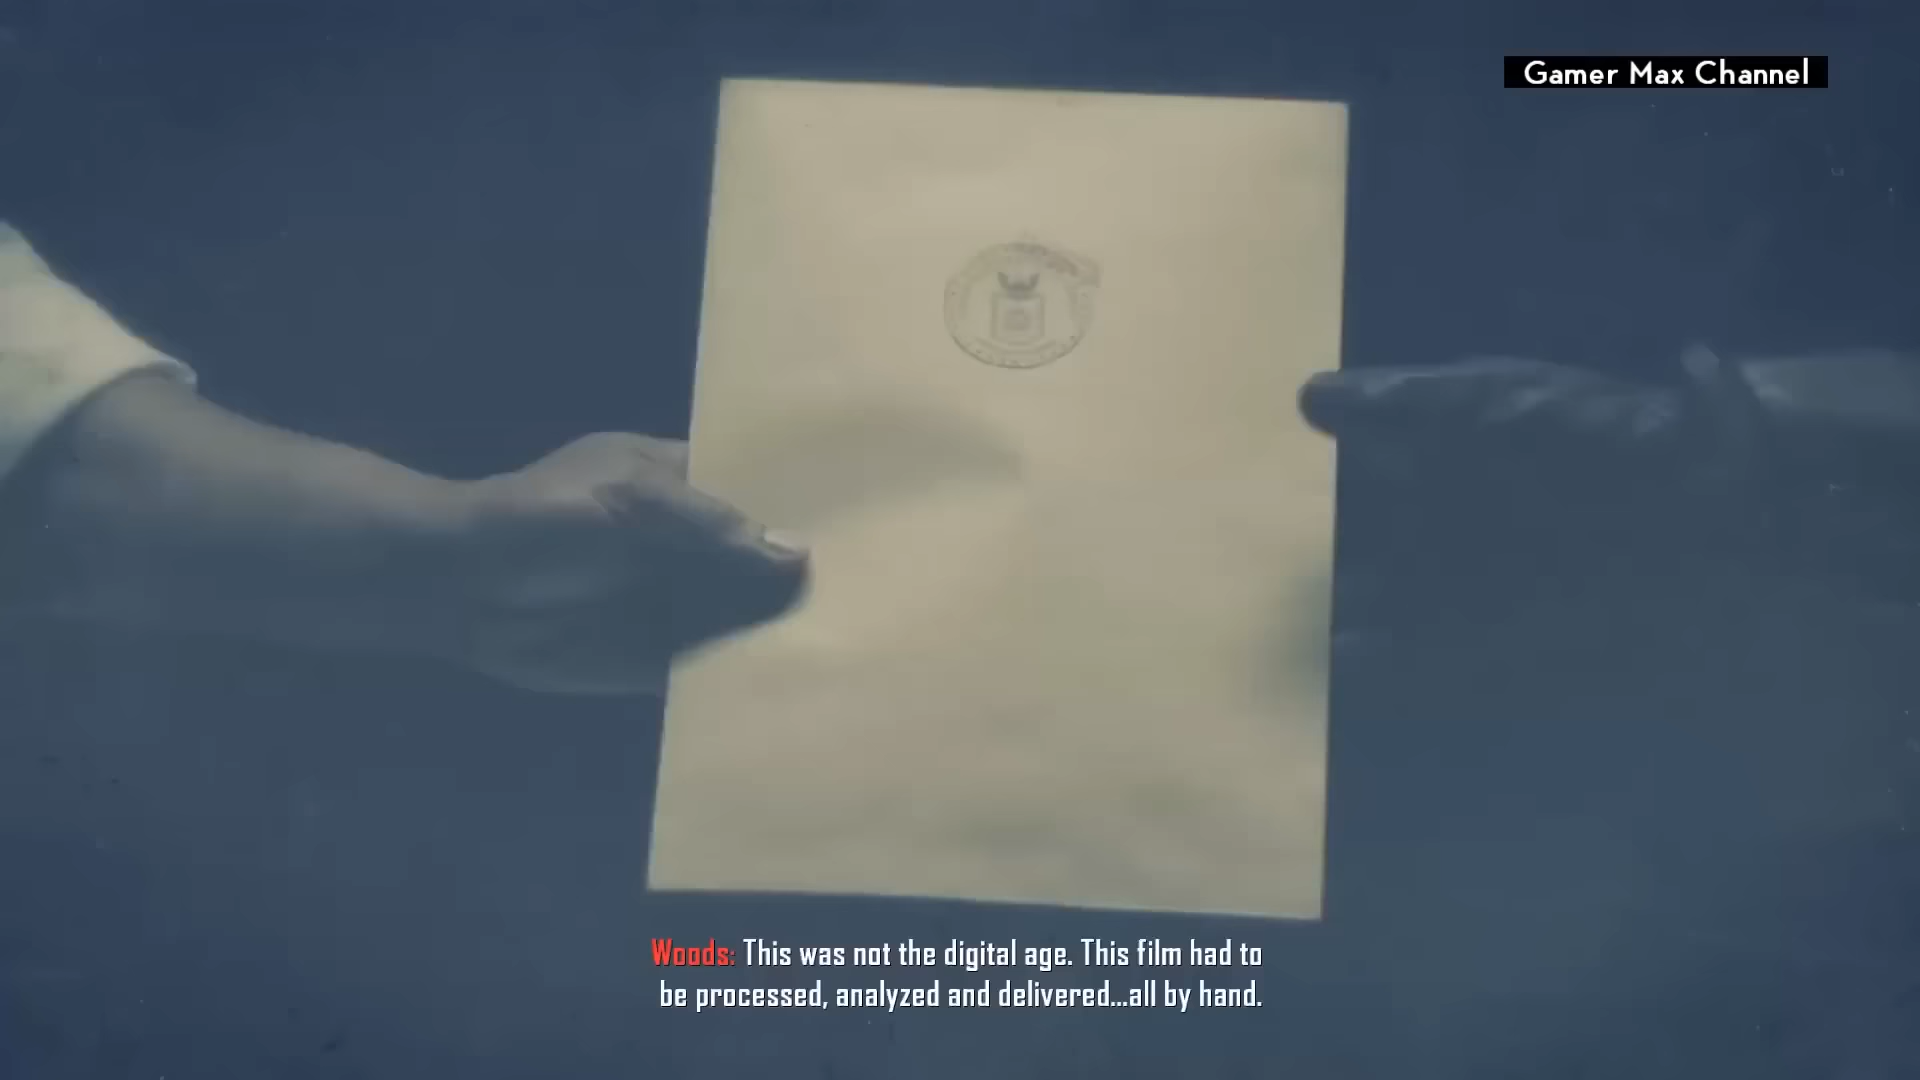 Gamer Max Channel
Woods: This was not the digital age. This film had to
be processed, analyzed and delivered...all by hand.